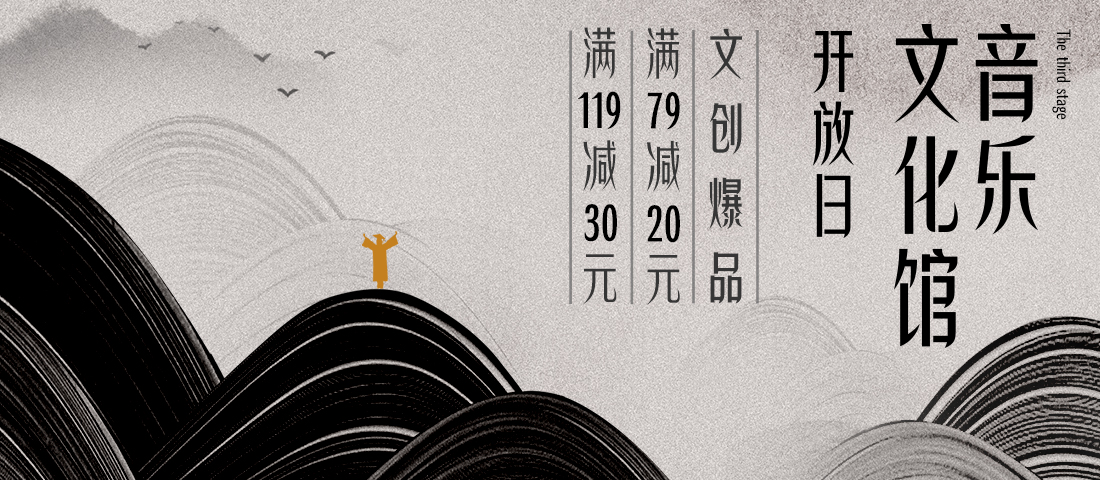 The third stage
音乐
文化馆
开放日
文创爆品
满79减20元
满119减30元